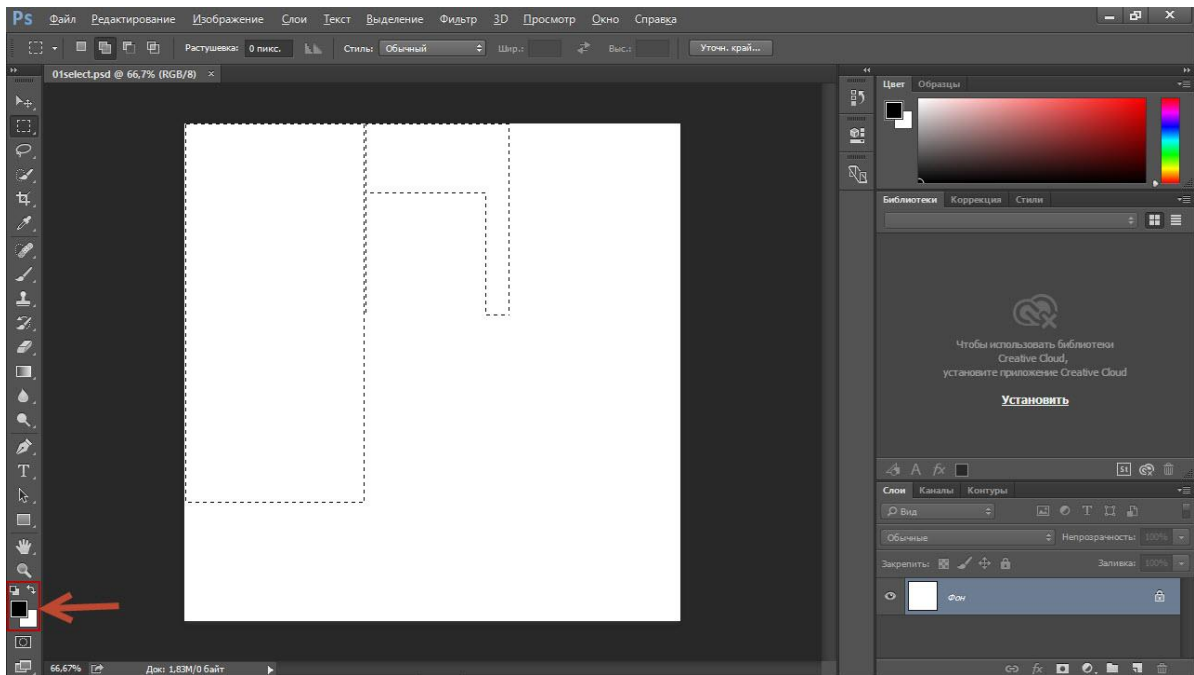 Ps Файл Редактирование Изображение Слои Текст Выделение Фильтр 3D Просмотр Окно Справка
Растушевка: 0 пикс. Стиль: Обычный Шир.: Выс.: Уточн. край...
01select.psd @ 66,7% (RGB/8) ×
Цвет Образцы
Библиотеки Коррекция Стили
Чтобы использовать библиотеки
Creative Cloud,
установите приложение Creative Cloud
Установить
St
Слои Каналы Контуры
Вид
Обычные Непрозрачность: 100%
Закрепить: Заливка: 100%
Фон
66,67% Док: 1,83M/0 байт